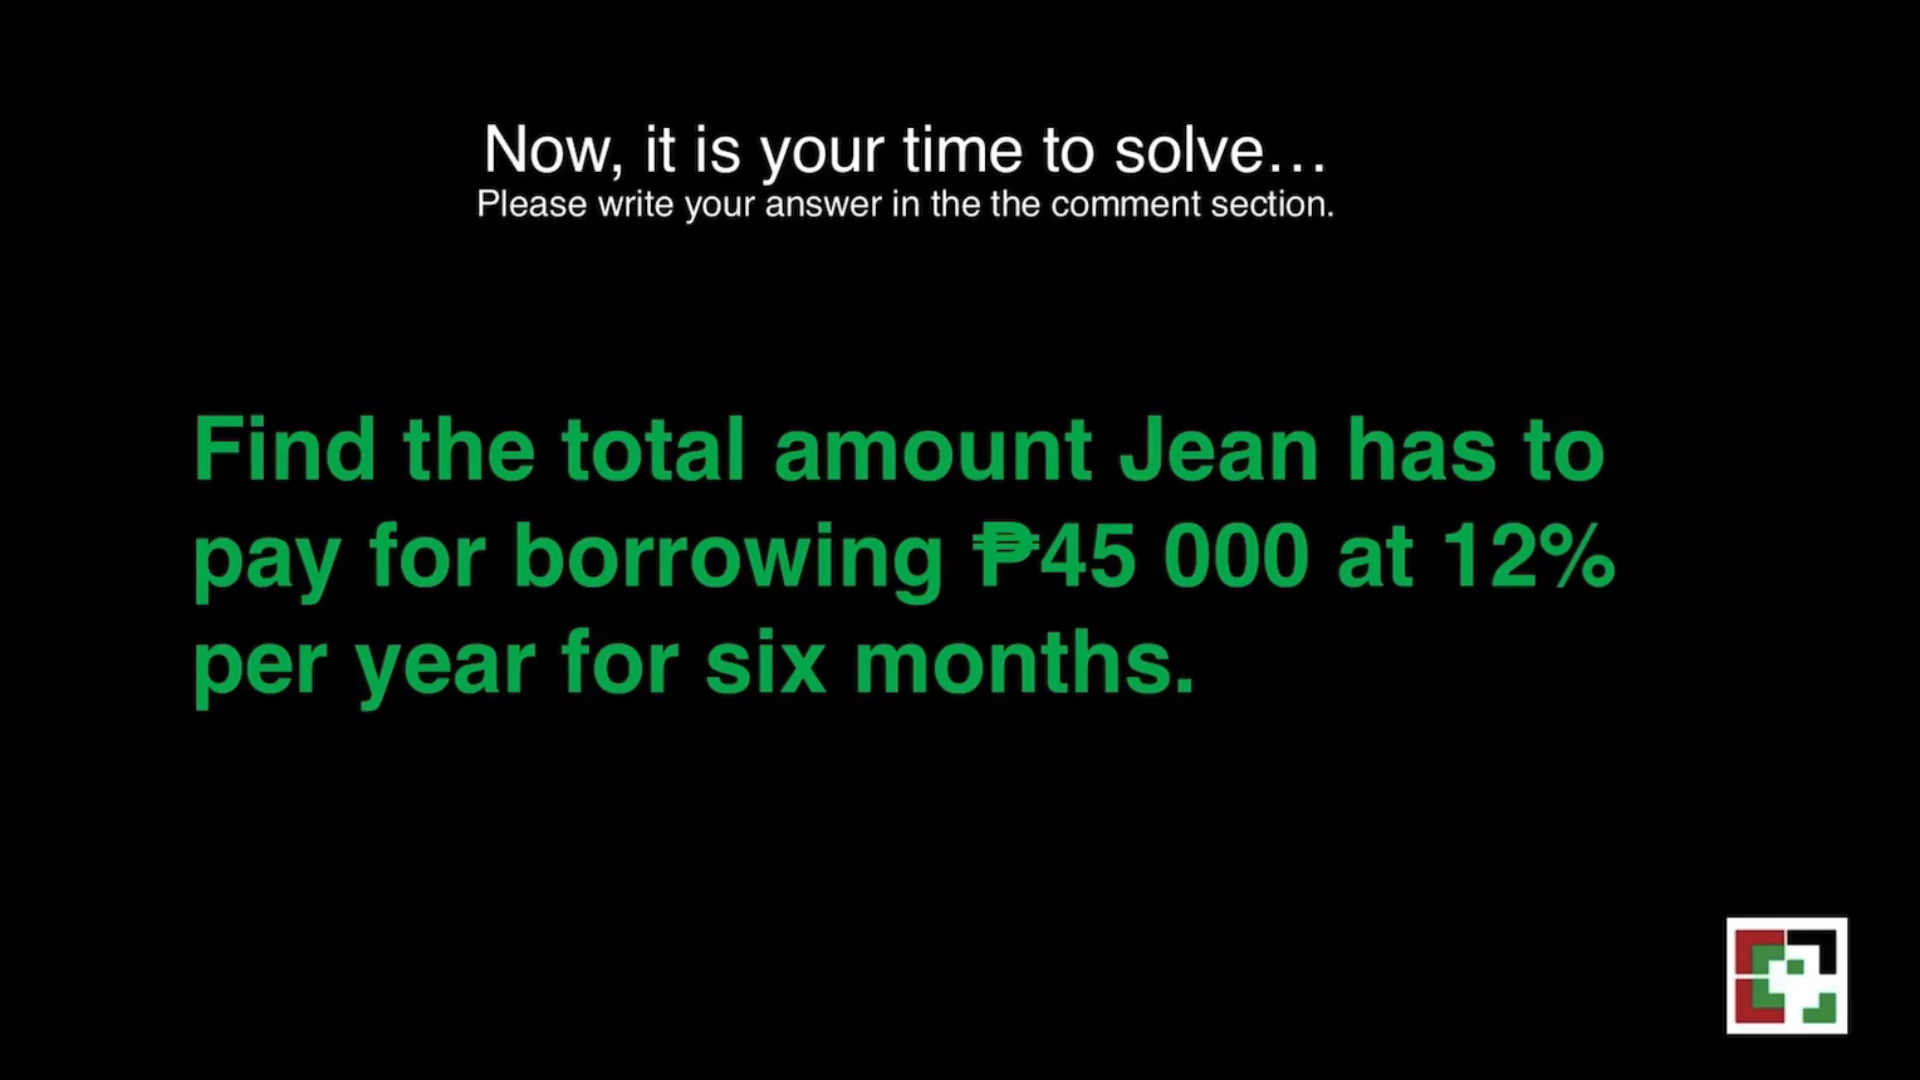 Now, it is your time to solve…
Please write your answer in the the comment section.
Find the total amount Jean has to
pay for borrowing ₱45 000 at 12%
per year for six months.